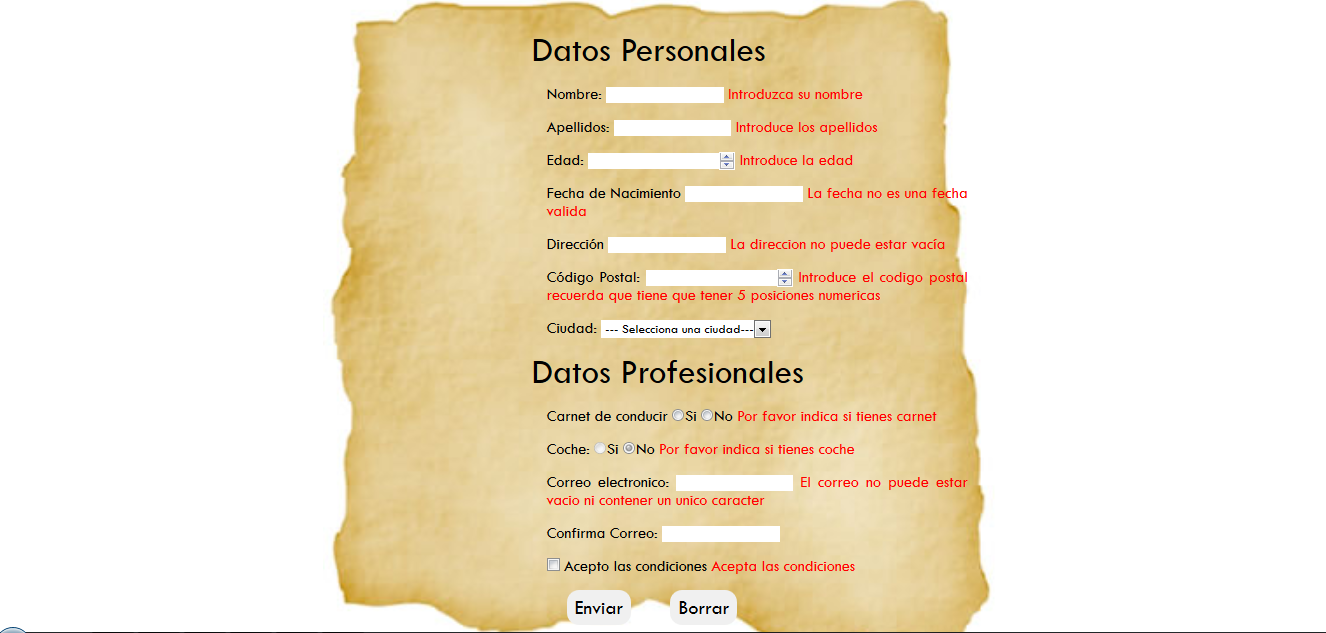 Datos Personales
Nombre: Introduzca su nombre
Apellidos: Introduce los apellidos
Edad: Introduce la edad
Fecha de Nacimiento La fecha no es una fecha
valida
Dirección La direccion no puede estar vacía
Código Postal: Introduce el codigo postal
recuerda que tiene que tener 5 posiciones numericas
Ciudad: --- Selecciona una ciudad---
Datos Profesionales
Carnet de conducir Si No Por favor indica si tienes carnet
Coche: Si No Por favor indica si tienes coche
Correo electronico: El correo no puede estar
vacio ni contener un unico caracter
Confirma Correo:
Acepto las condiciones Acepta las condiciones
Enviar Borrar